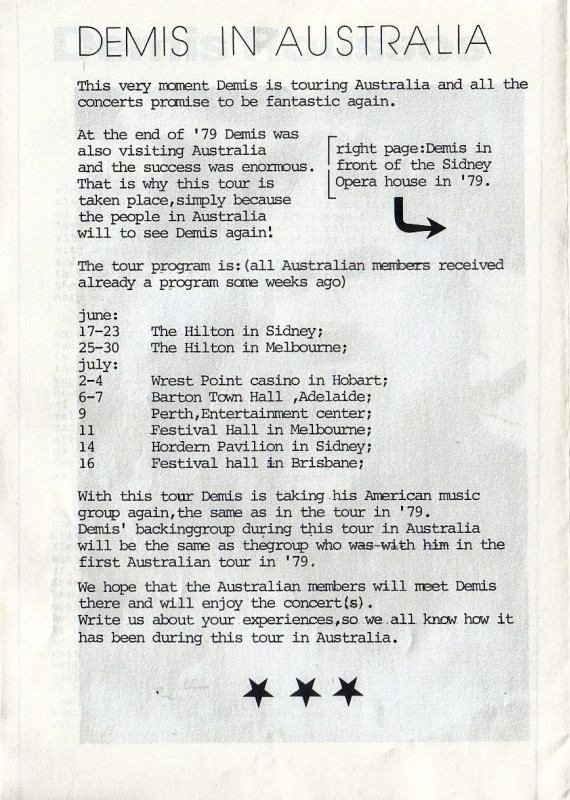 DEMIS IN AUSTRALIA
This very moment Demis is touring Australia and all the
concerts promise to be fantastic again.
At the end of '79 Demis was
also visiting Australia
and the success was enormous.
That is why this tour is
taken place,simply because
the people in Australia
will to see Demis again!
right page:Demis in
front of the Sidney
Opera house in '79.
The tour program is:(all Australian members received
already a program some weeks ago)
june:
17-23 The Hilton in Sidney;
25-30 The Hilton in Melbourne;
july:
2-4 Wrest Point casino in Hobart;
6-7 Barton Town Hall ,Adelaide;
9 Perth,Entertainment center;
11 Festival Hall in Melbourne;
14 Hordern Pavilion in Sidney;
16 Festival hall in Brisbane;
With this tour Demis is taking his American music
group again,the same as in the tour in '79.
Demis' backinggroup during this tour in Australia
will be the same as thegroup who was with him in the
first Australian tour in '79.
We hope that the Australian members will meet Demis
there and will enjoy the concert(s).
Write us about your experiences,so we all know how it
has been during this tour in Australia.